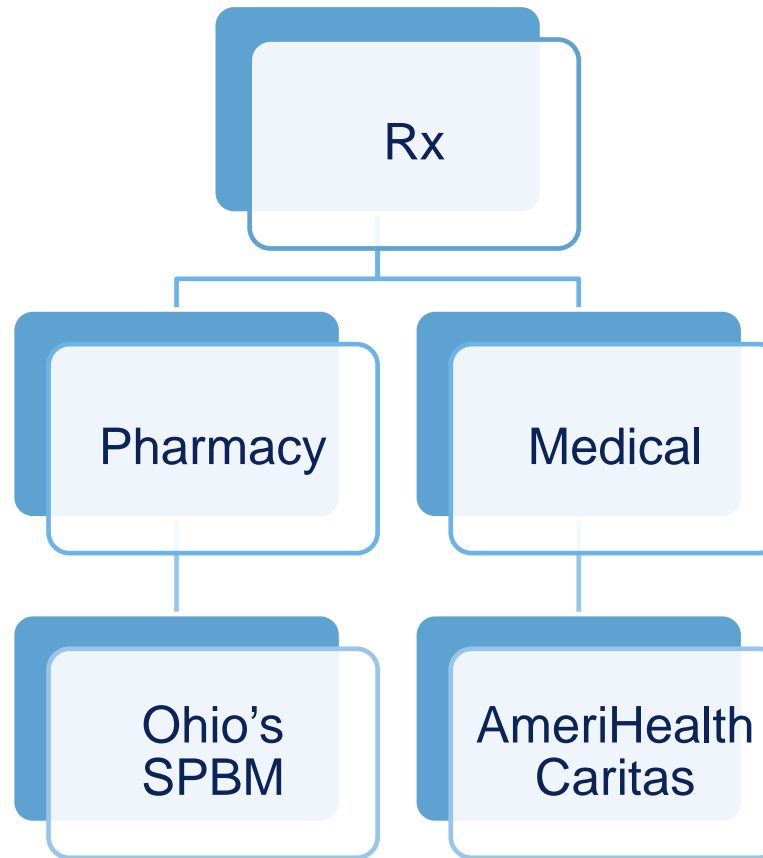 Rx
Pharmacy
Medical
Ohio’s
SPBM
AmeriHealth
Caritas